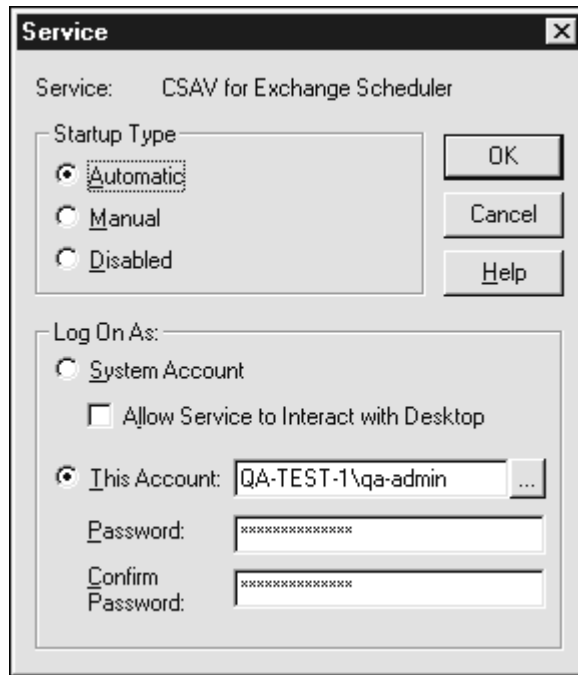 Service
Service: CSAV for Exchange Scheduler
Startup Type
Automatic
Manual
Disabled
OK
Cancel
Help
Log On As:
System Account
Allow Service to Interact with Desktop
This Account: QA-TEST-1\qa-admin ...
Password: **************
Confirm
Password: **************